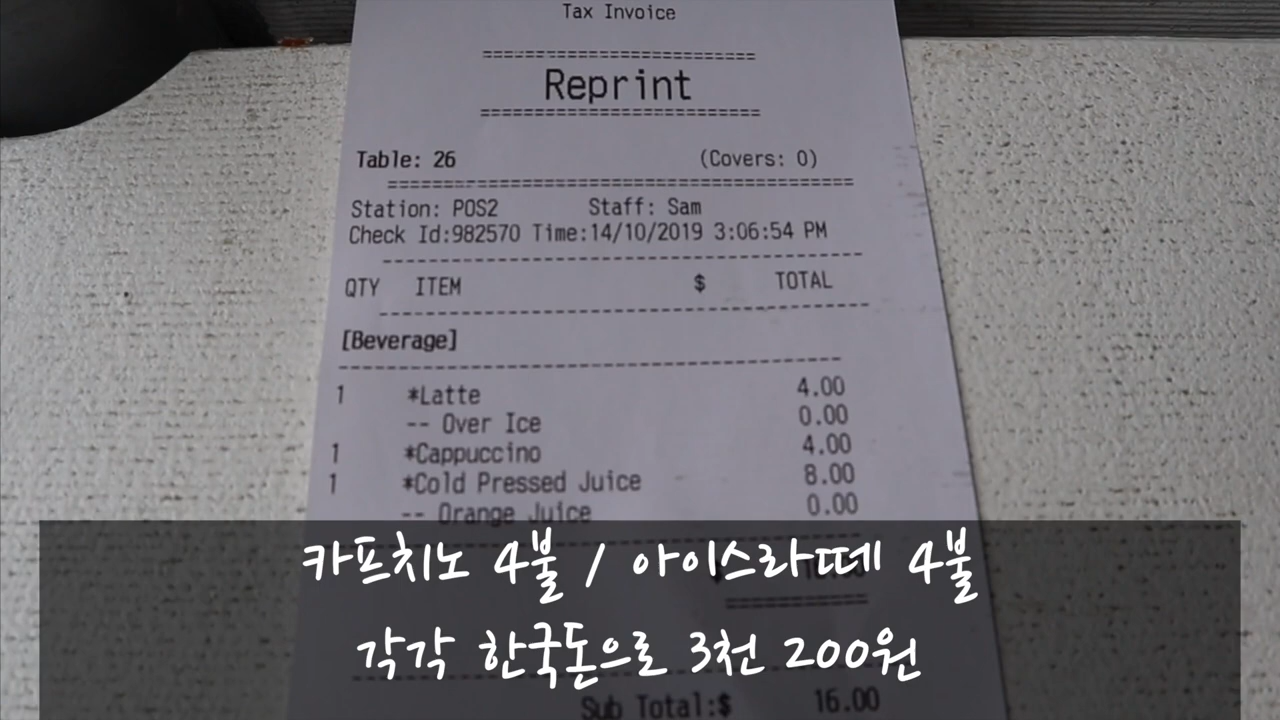 Tax Invoice
Reprint
Table: 26 (Covers: 0)
Station: POS2 Staff: Sam
Check Id:982570 Time:14/10/2019 3:06:54 PM
QTY ITEM $ TOTAL
[Beverage]
1 *Latte 4.00
-- Over Ice 0.00
1 *Cappuccino 4.00
1 *Cold Pressed Juice 8.00
-- Orange Juice 0.00
카프치노 4불 / 아이스라떼 4불
각각 한국돈으로 3천 200원
Sub Total:$ 16.00